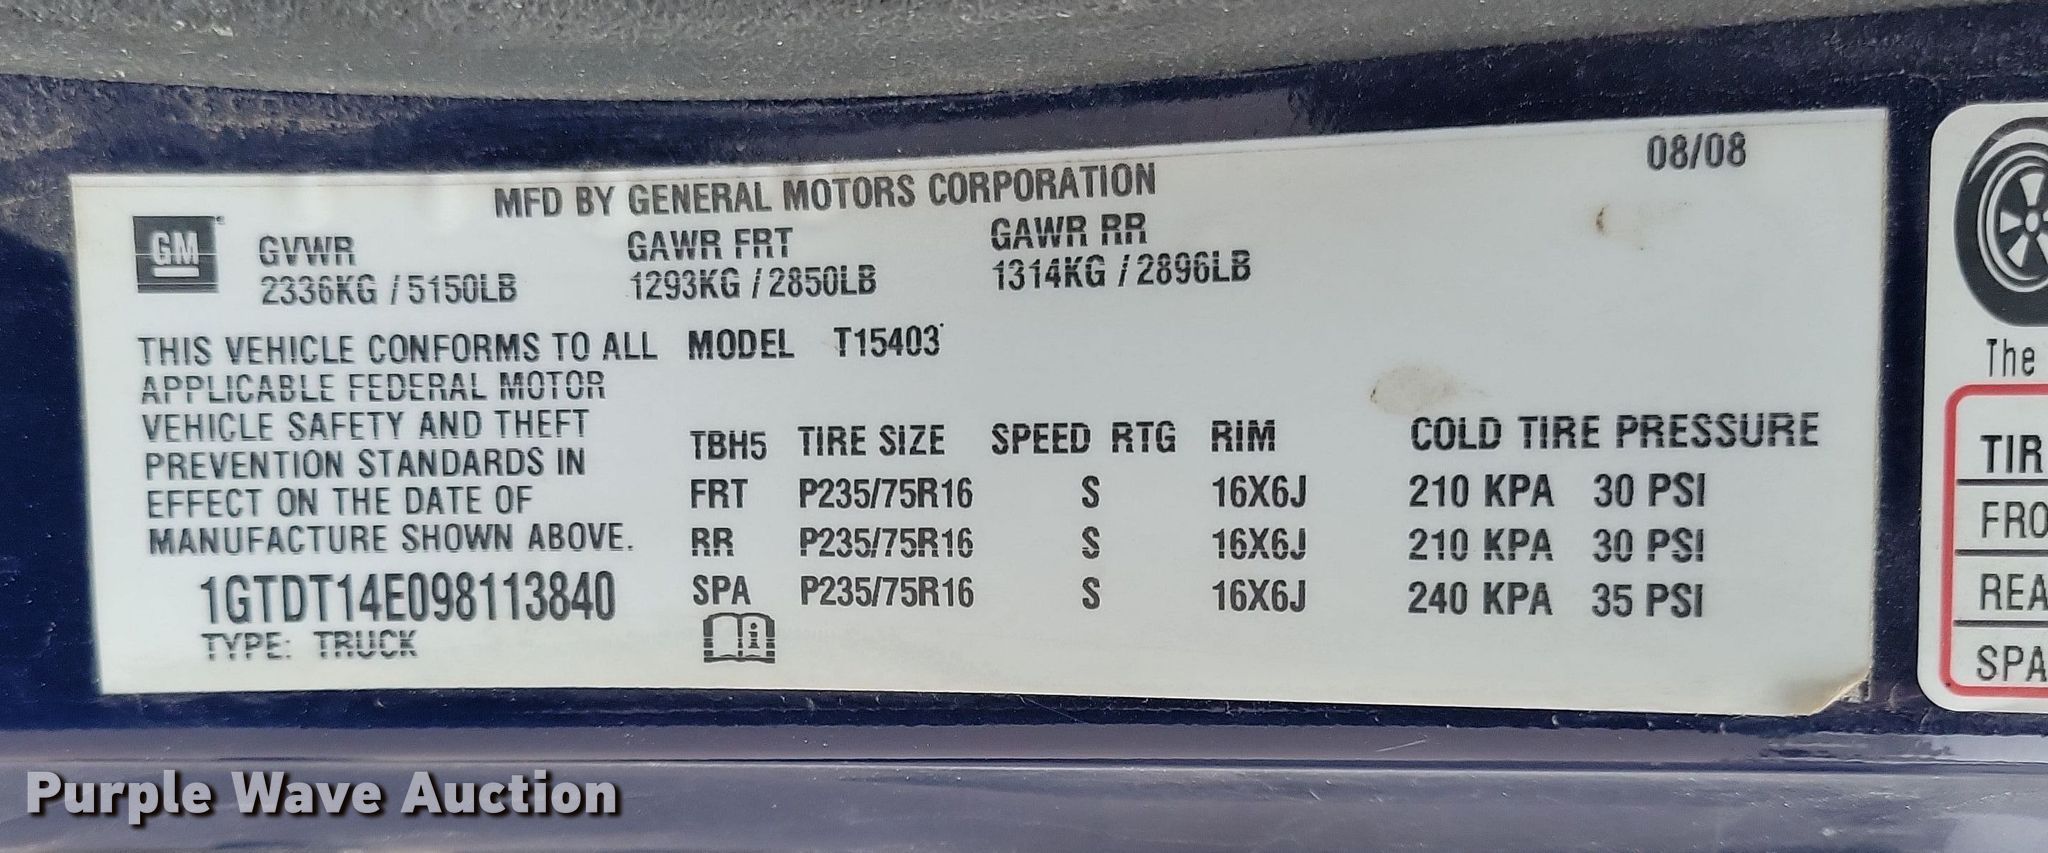 08/08
MFD BY GENERAL MOTORS CORPORATION
GM GVWR GAWR FRT GAWR RR
2336KG / 5150LB 1293KG / 2850LB 1314KG / 2896LB
THIS VEHICLE CONFORMS TO ALL MODEL T15403
APPLICABLE FEDERAL MOTOR
VEHICLE SAFETY AND THEFT
PREVENTION STANDARDS IN
EFFECT ON THE DATE OF
MANUFACTURE SHOWN ABOVE.
1GTDT14E098113840
TYPE: TRUCK
TBH5 TIRE SIZE SPEED RTG RIM COLD TIRE PRESSURE
FRT P235/75R16 S 16X6J 210 KPA 30 PSI
RR P235/75R16 S 16X6J 210 KPA 30 PSI
SPA P235/75R16 S 16X6J 240 KPA 35 PSI
The
TIR
FRO
REA
SPA
Purple Wave Auction